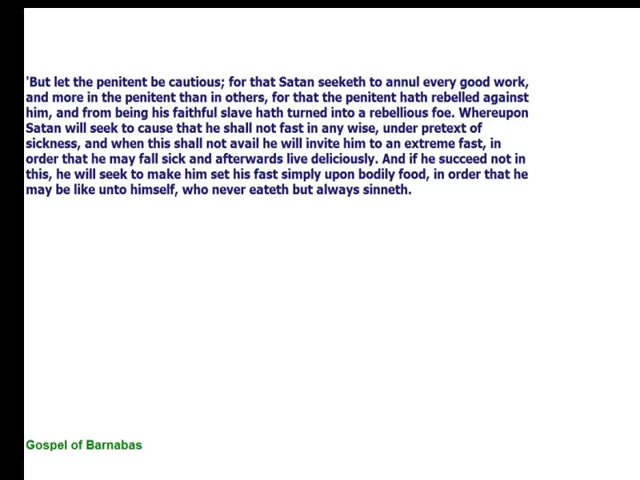 'But let the penitent be cautious; for that Satan seeketh to annul every good work,
and more in the penitent than in others, for that the penitent hath rebelled against
him, and from being his faithful slave hath turned into a rebellious foe. Whereupon
Satan will seek to cause that he shall not fast in any wise, under pretext of
sickness, and when this shall not avail he will invite him to an extreme fast, in
order that he may fall sick and afterwards live deliciously. And if he succeed not in
this, he will seek to make him set his fast simply upon bodily food, in order that he
may be like unto himself, who never eateth but always sinneth.
Gospel of Barnabas